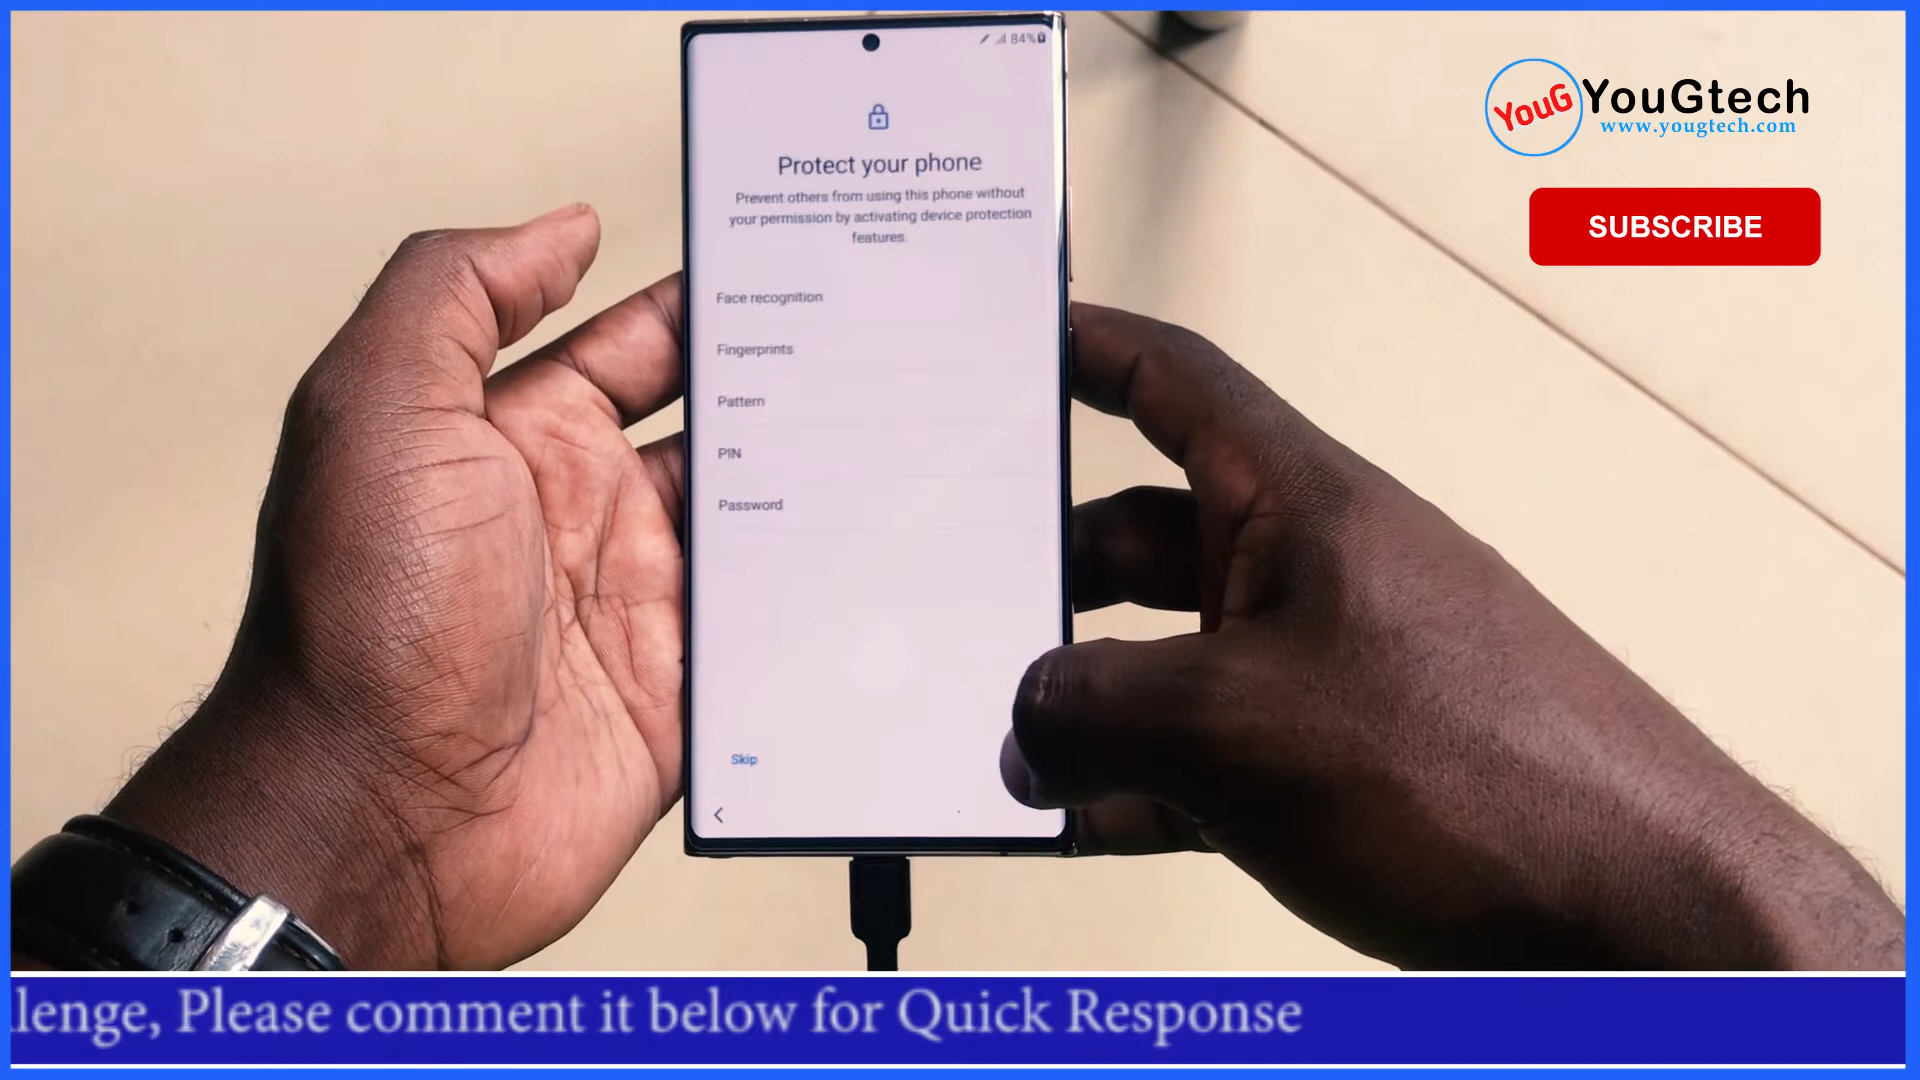 84%
Protect your phone
Prevent others from using this phone without
your permission by activating device protection
features.
Face recognition
Fingerprints
Pattern
PIN
Password
Skip
YouG
YouGtech
www.yougtech.com
SUBSCRIBE
lenge, Please comment it below for Quick Response